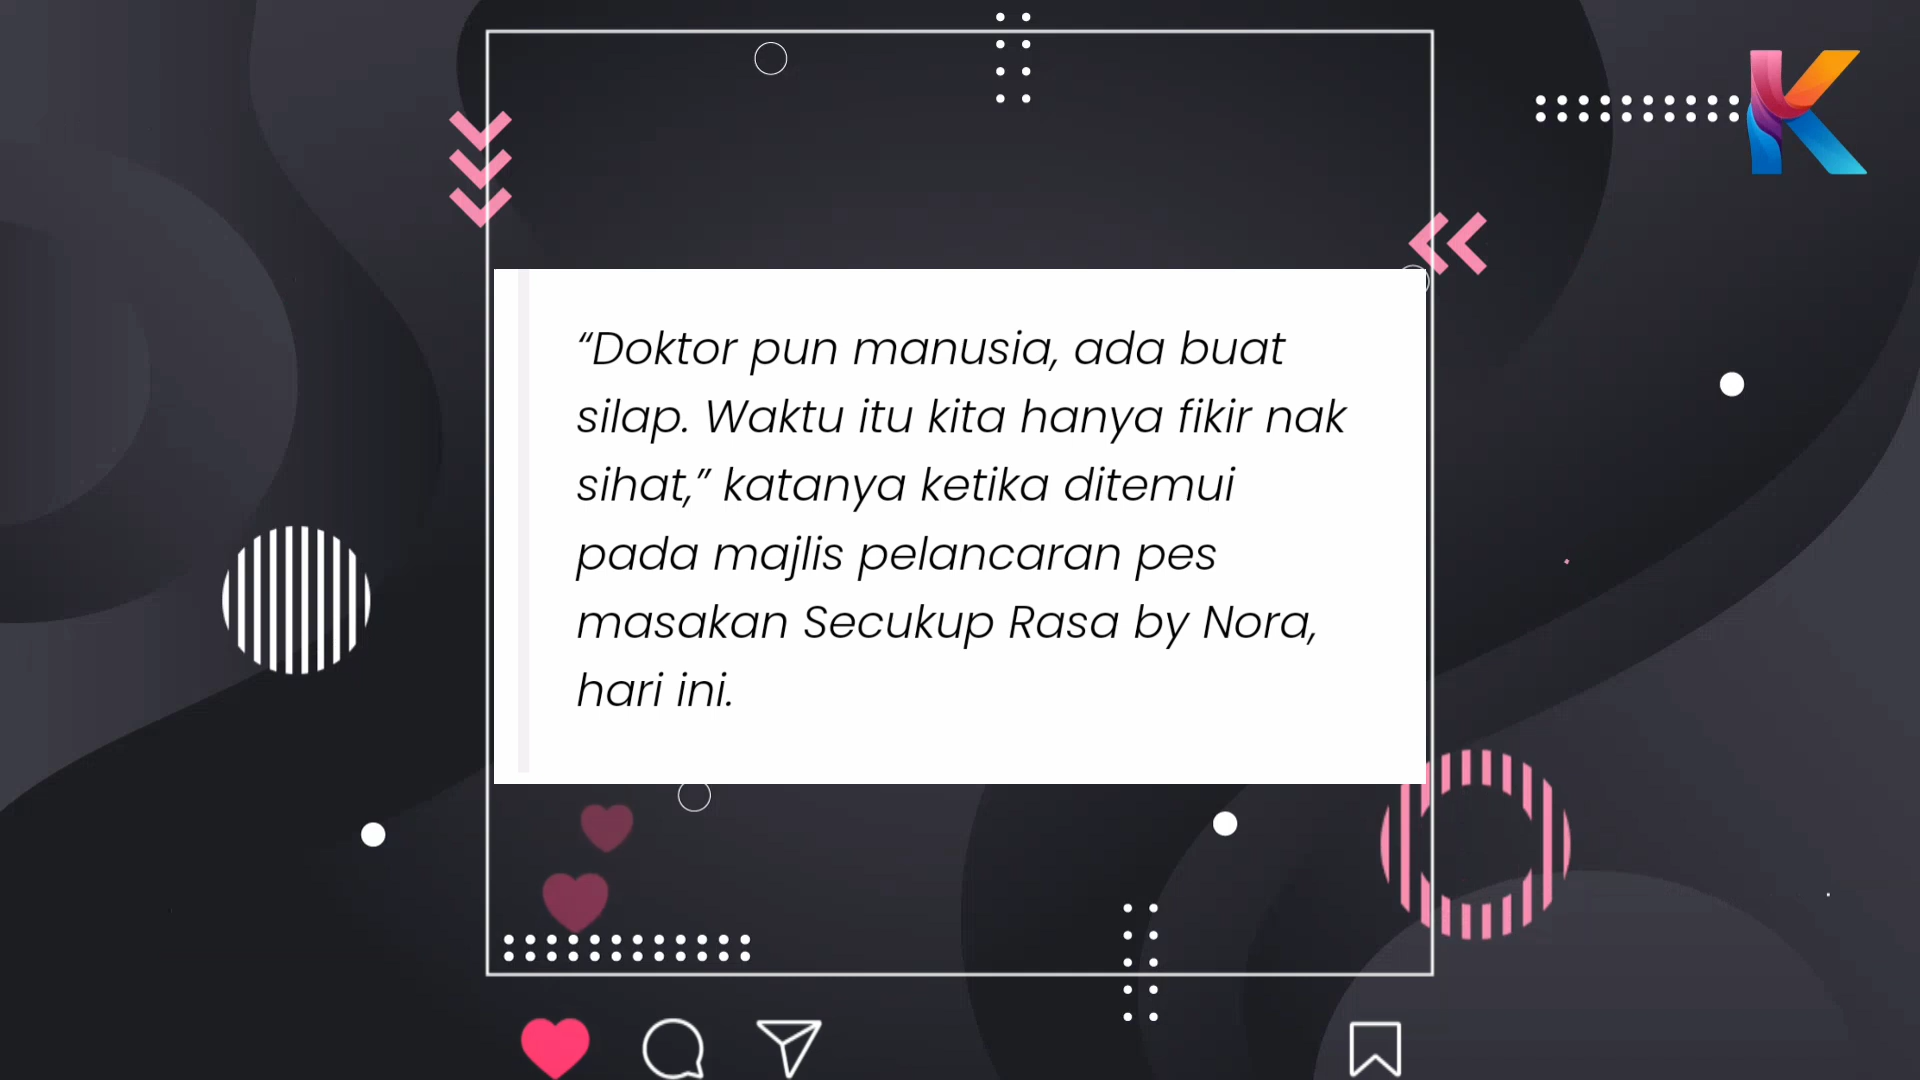 “Doktor pun manusia, ada buat
silap. Waktu itu kita hanya fikir nak
sihat,” katanya ketika ditemui
pada majlis pelancaran pes
masakan Secukup Rasa by Nora,
hari ini.
K